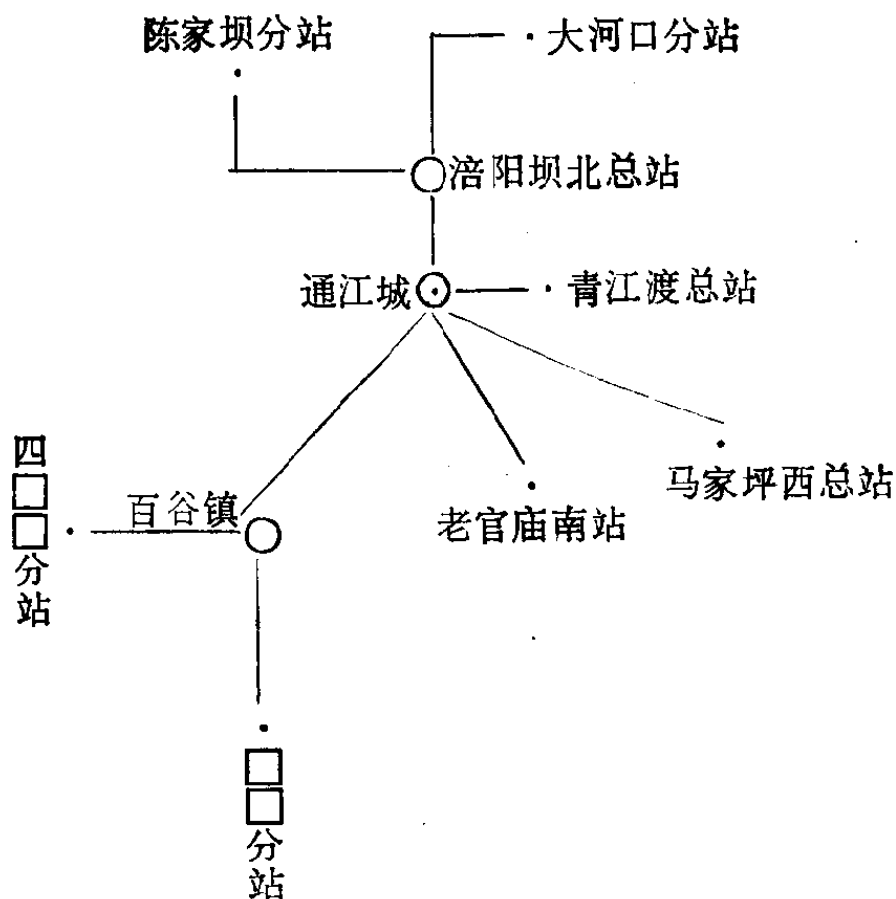 陈家坝分站
大河口分站
涪阳坝北总站
通江城
青江渡总站
马家坪西总站
老官庙南站
百谷镇
四□□分站
□□分站